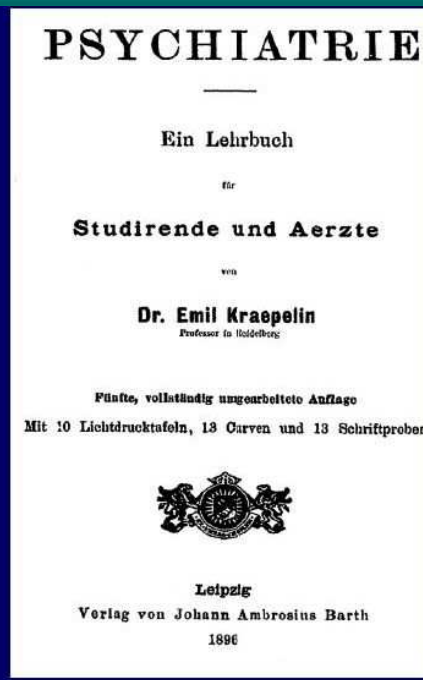 PSYCHIATRIE
Ein Lehrbuch
für
Studirende und Aerzte
von
Dr. Emil Kraepelin
Professor in Heidelberg
Fünfte, vollständig umgearbeitete Auflage
Mit 10 Lichtdrucktafeln, 13 Curven und 13 Schriftproben
Leipzig
Verlag von Johann Ambrosius Barth
1896